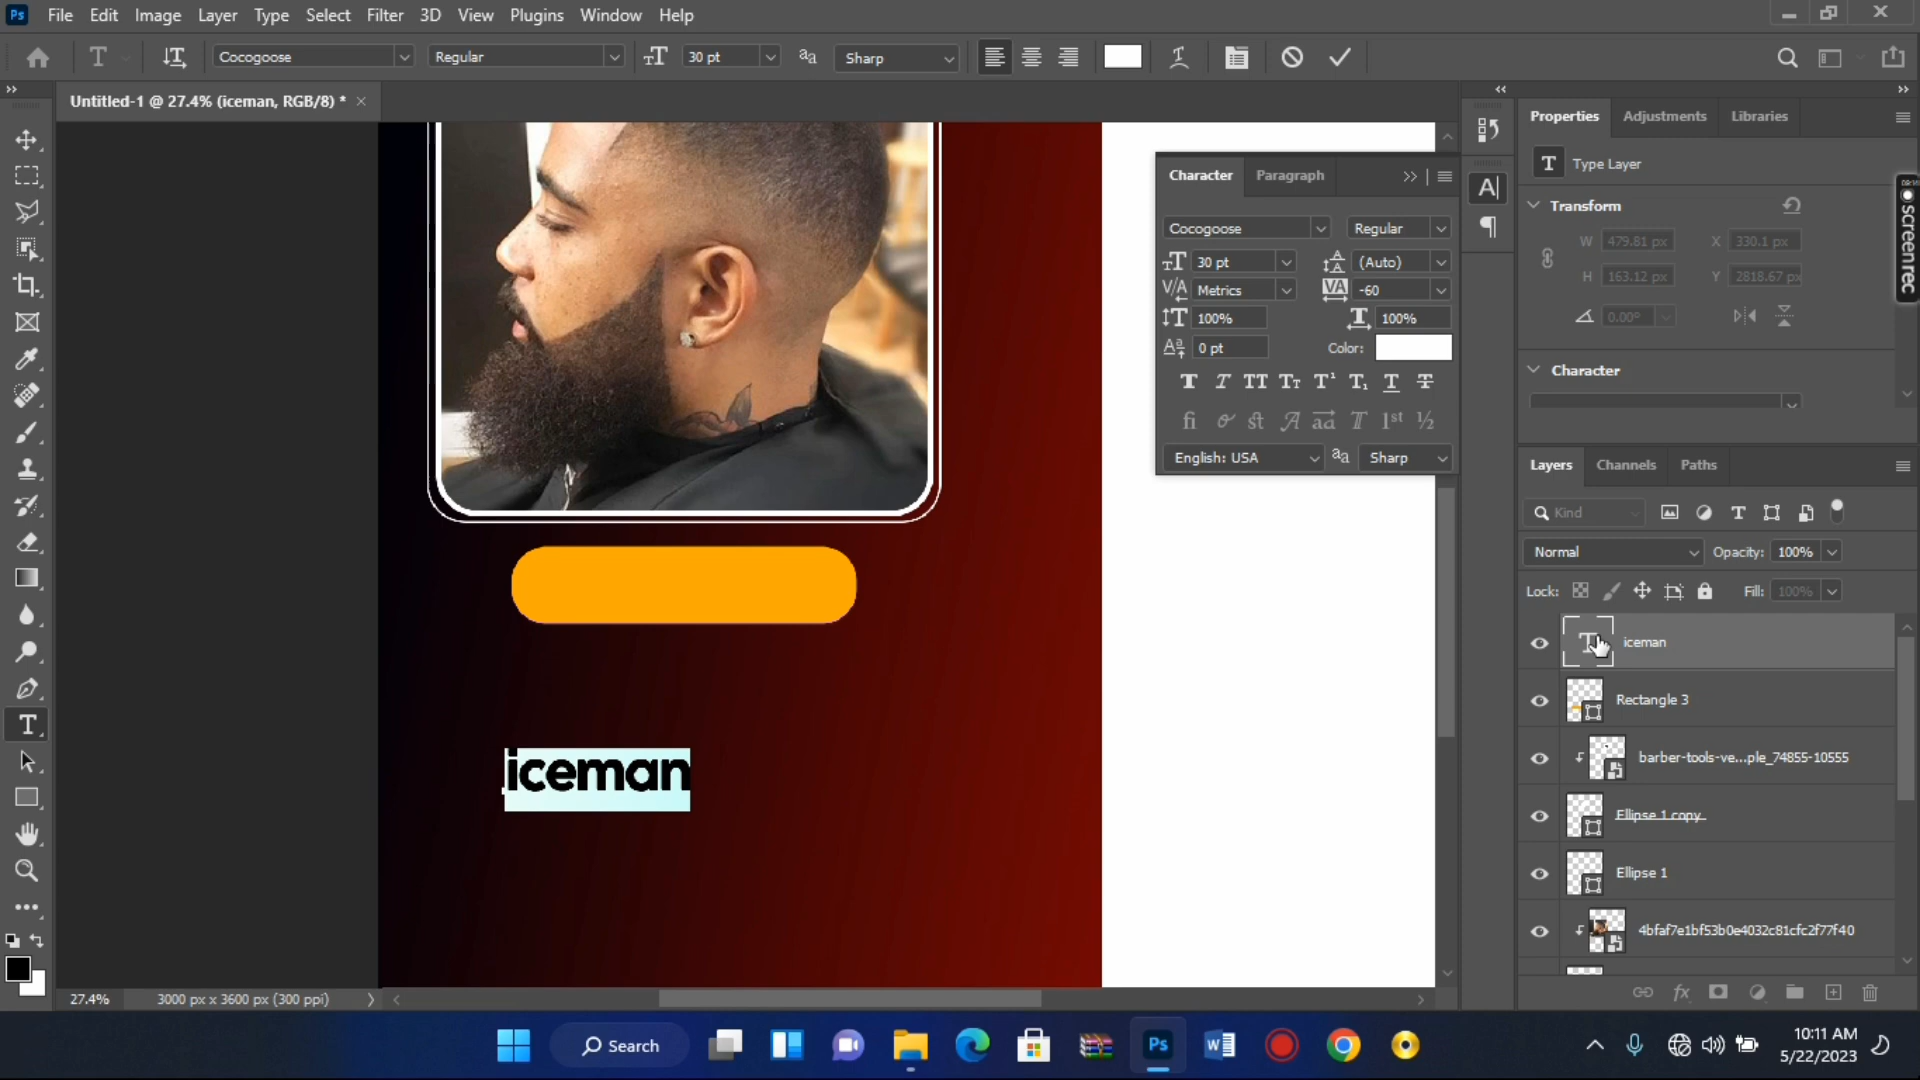 Ps File Edit Image Layer Type Select Filter 3D View Plugins Window Help
T Cocogoose Regular 30 pt Sharp
Untitled-1 @ 27.4% (iceman, RGB/8) *
Properties Adjustments Libraries
T Type Layer
Transform
W 479.81 px X 330.1 px
H 163.12 px Y 2818.67 px
0.00°
Character
screenrec
Character Paragraph
Cocogoose Regular
30 pt (Auto)
Metrics -60
100% 100%
0 pt Color:
English: USA Sharp
iceman
Layers Channels Paths
Kind
Normal Opacity: 100%
Lock: Fill: 100%
iceman
Rectangle 3
barber-tools-ve...ple_74855-10555
Ellipse 1 copy
Ellipse 1
4bfaf7e1bf53b0e4032c81cfc2f77f40
27.4% 3000 px x 3600 px (300 ppi)
Search
Ps
10:11 AM
5/22/2023